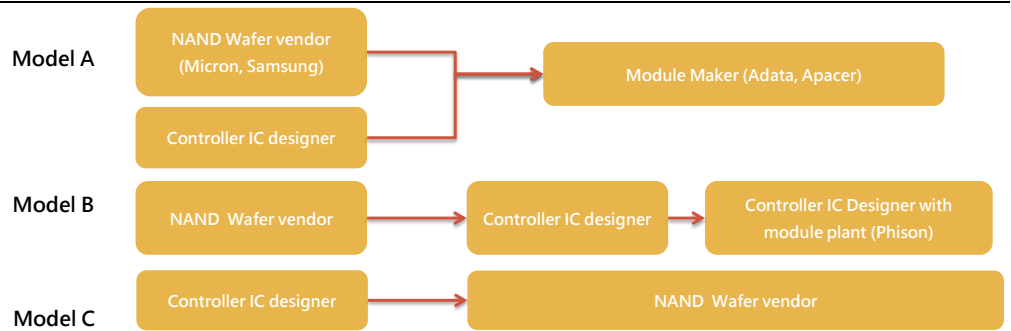 Model A
NAND Wafer vendor
(Micron, Samsung)
Module Maker (Adata, Apacer)
Controller IC designer
Model B
NAND Wafer vendor
Controller IC designer
Controller IC Designer with
module plant (Phison)
Model C
Controller IC designer
NAND Wafer vendor